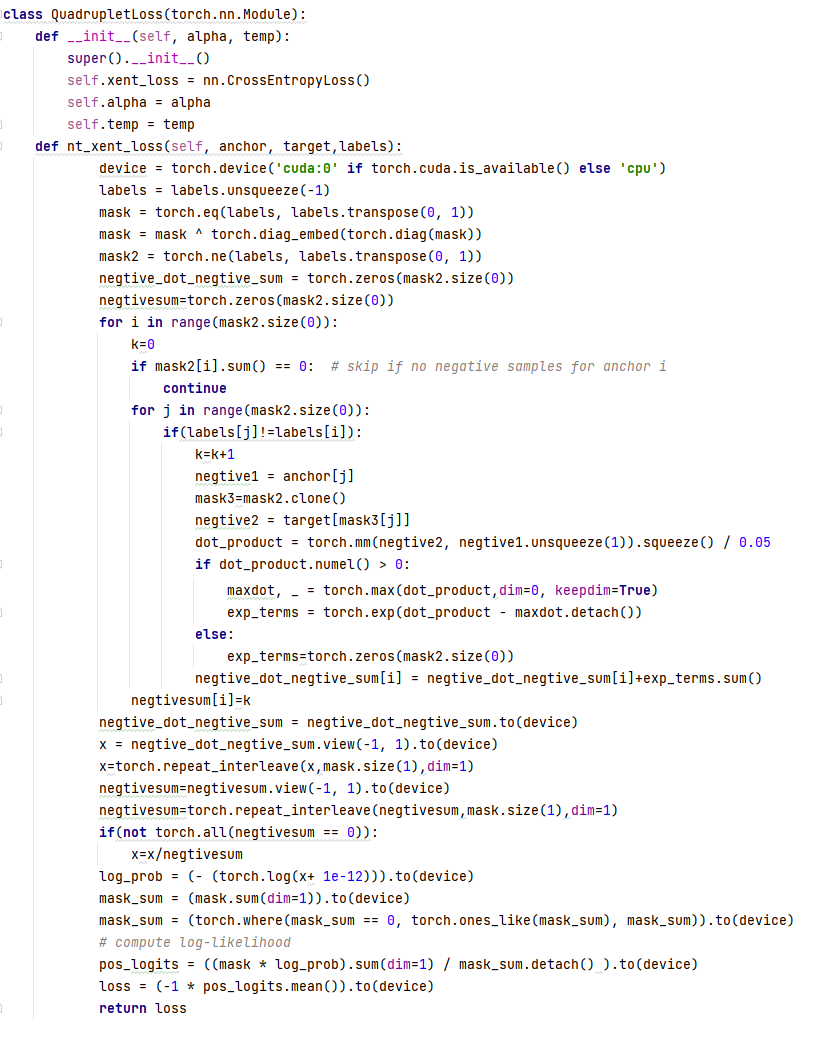 class QuadrupletLoss(torch.nn.Module):
    def __init__(self, alpha, temp):
        super().__init__()
        self.xent_loss = nn.CrossEntropyLoss()
        self.alpha = alpha
        self.temp = temp
    def nt_xent_loss(self, anchor, target,labels):
            device = torch.device('cuda:0' if torch.cuda.is_available() else 'cpu')
            labels = labels.unsqueeze(-1)
            mask = torch.eq(labels, labels.transpose(0, 1))
            mask = mask ^ torch.diag_embed(torch.diag(mask))
            mask2 = torch.ne(labels, labels.transpose(0, 1))
            negtive_dot_negtive_sum = torch.zeros(mask2.size(0))
            negtivesum=torch.zeros(mask2.size(0))
            for i in range(mask2.size(0)):
                k=0
                if mask2[i].sum() == 0:  # skip if no negative samples for anchor i
                    continue
                for j in range(mask2.size(0)):
                    if(labels[j]!=labels[i]):
                        k=k+1
                        negtive1 = anchor[j]
                        mask3=mask2.clone()
                        negtive2 = target[mask3[j]]
                        dot_product = torch.mm(negtive2, negtive1.unsqueeze(1)).squeeze() / 0.05
                        if dot_product.numel() > 0:
                            maxdot, _ = torch.max(dot_product,dim=0, keepdim=True)
                            exp_terms = torch.exp(dot_product - maxdot.detach())
                        else:
                            exp_terms=torch.zeros(mask2.size(0))
                        negtive_dot_negtive_sum[i] = negtive_dot_negtive_sum[i]+exp_terms.sum()
                negtivesum[i]=k
            negtive_dot_negtive_sum = negtive_dot_negtive_sum.to(device)
            x = negtive_dot_negtive_sum.view(-1, 1).to(device)
            x=torch.repeat_interleave(x,mask.size(1),dim=1)
            negtivesum=negtivesum.view(-1, 1).to(device)
            negtivesum=torch.repeat_interleave(negtivesum,mask.size(1),dim=1)
            if(not torch.all(negtivesum == 0)):
                x=x/negtivesum
            log_prob = (- (torch.log(x+ 1e-12))).to(device)
            mask_sum = (mask.sum(dim=1)).to(device)
            mask_sum = (torch.where(mask_sum == 0, torch.ones_like(mask_sum), mask_sum)).to(device)
            # compute log-likelihood
            pos_logits = ((mask * log_prob).sum(dim=1) / mask_sum.detach() ).to(device)
            loss = (-1 * pos_logits.mean()).to(device)
            return loss